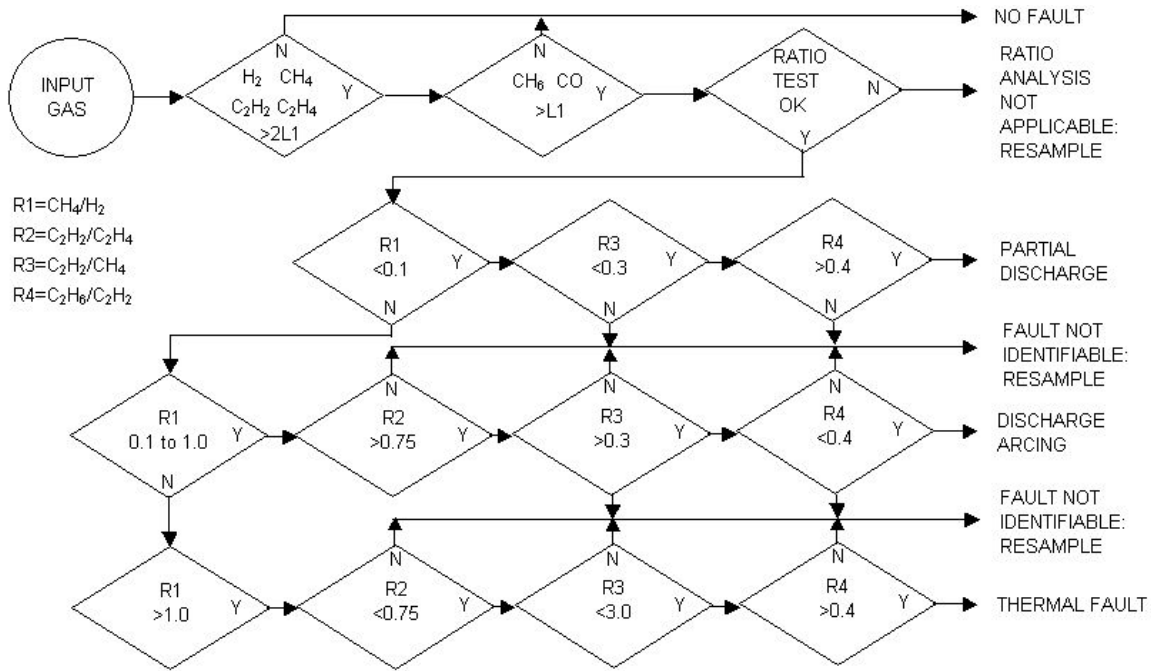 NO FAULT
INPUT
GAS
N
H₂ CH₄
C₂H₂ C₂H₄
>2L1
Y
N
CH₆ CO
>L1
Y
RATIO
TEST
OK
N
Y
RATIO
ANALYSIS
NOT
APPLICABLE:
RESAMPLE
R1=CH₄/H₂
R2=C₂H₂/C₂H₄
R3=C₂H₂/CH₄
R4=C₂H₆/C₂H₂
R1
<0.1
Y
N
R3
<0.3
Y
N
R4
>0.4
Y
N
PARTIAL
DISCHARGE
FAULT NOT
IDENTIFIABLE:
RESAMPLE
R1
0.1 to 1.0
Y
N
N
R2
>0.75
Y
N
R3
>0.3
Y
N
R4
<0.4
Y
DISCHARGE
ARCING
FAULT NOT
IDENTIFIABLE:
RESAMPLE
R1
>1.0
Y
N
R2
<0.75
Y
N
R3
<3.0
Y
N
R4
>0.4
Y
THERMAL FAULT